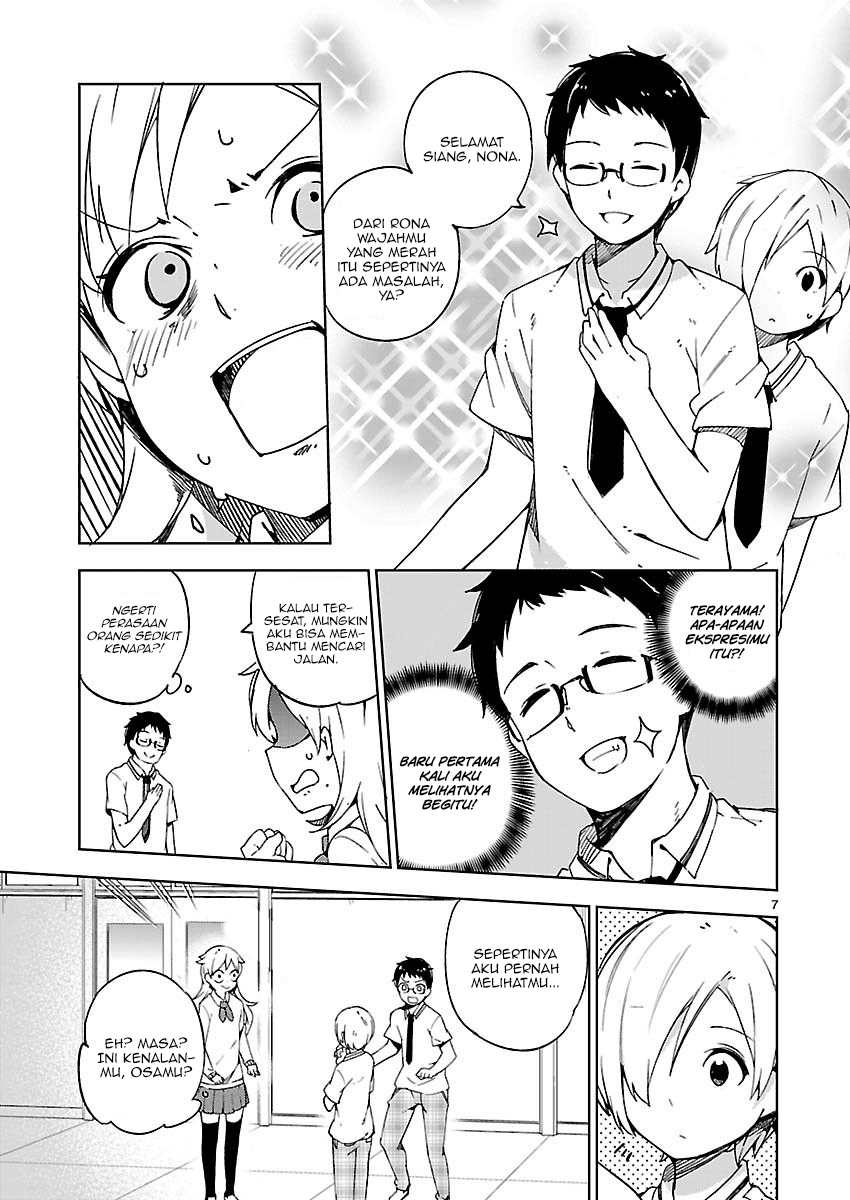 SELAMAT
SIANG, NONA.
DARI RONA
WAJAHMU
YANG MERAH
ITU SEPERTINYA
ADA MASALAH,
YA?
TERAYAMA!
APA-APAAN
EKSPRESIMU
ITU?!
BARU PERTAMA
KALI AKU
MELIHATNYA
BEGITU!
KALAU TER-
SESAT, MUNGKIN
AKU BISA MEM-
BANTU MENCARI
JALAN.
NGERTI
PERASAAN
ORANG SEDIKIT
KENAPA?!
7
SEPERTINYA
AKU PERNAH
MELIHATMU...
EH? MASA?
INI KENALAN-
MU, OSAMU?